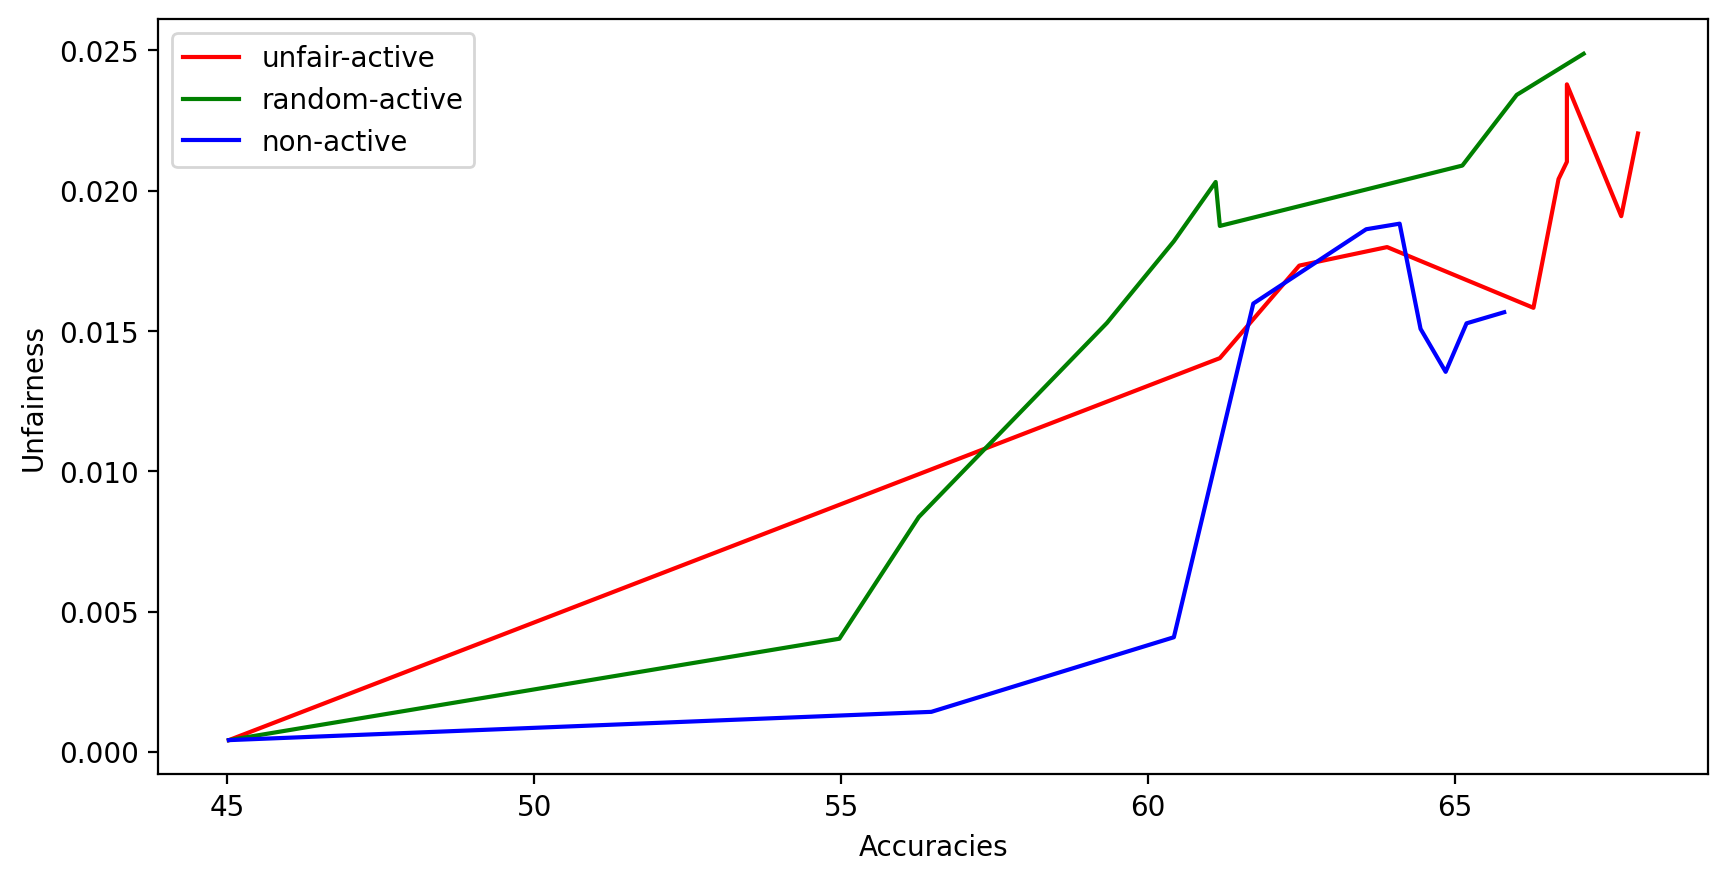 unfair-active
random-active
non-active
Unfairness
0.025
0.020
0.015
0.010
0.005
0.000
45 50 55 60 65
Accuracies